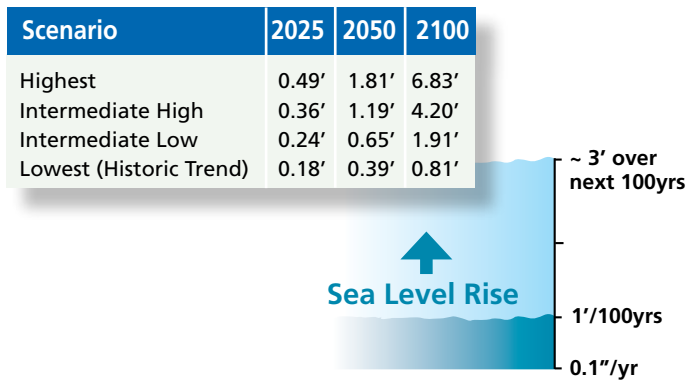 Scenario 2025 2050 2100
Highest 0.49′ 1.81′ 6.83′
Intermediate High 0.36′ 1.19′ 4.20′
Intermediate Low 0.24′ 0.65′ 1.91′
Lowest (Historic Trend) 0.18′ 0.39′ 0.81′
~ 3′ over
next 100yrs
Sea Level Rise
1′/100yrs
0.1″/yr